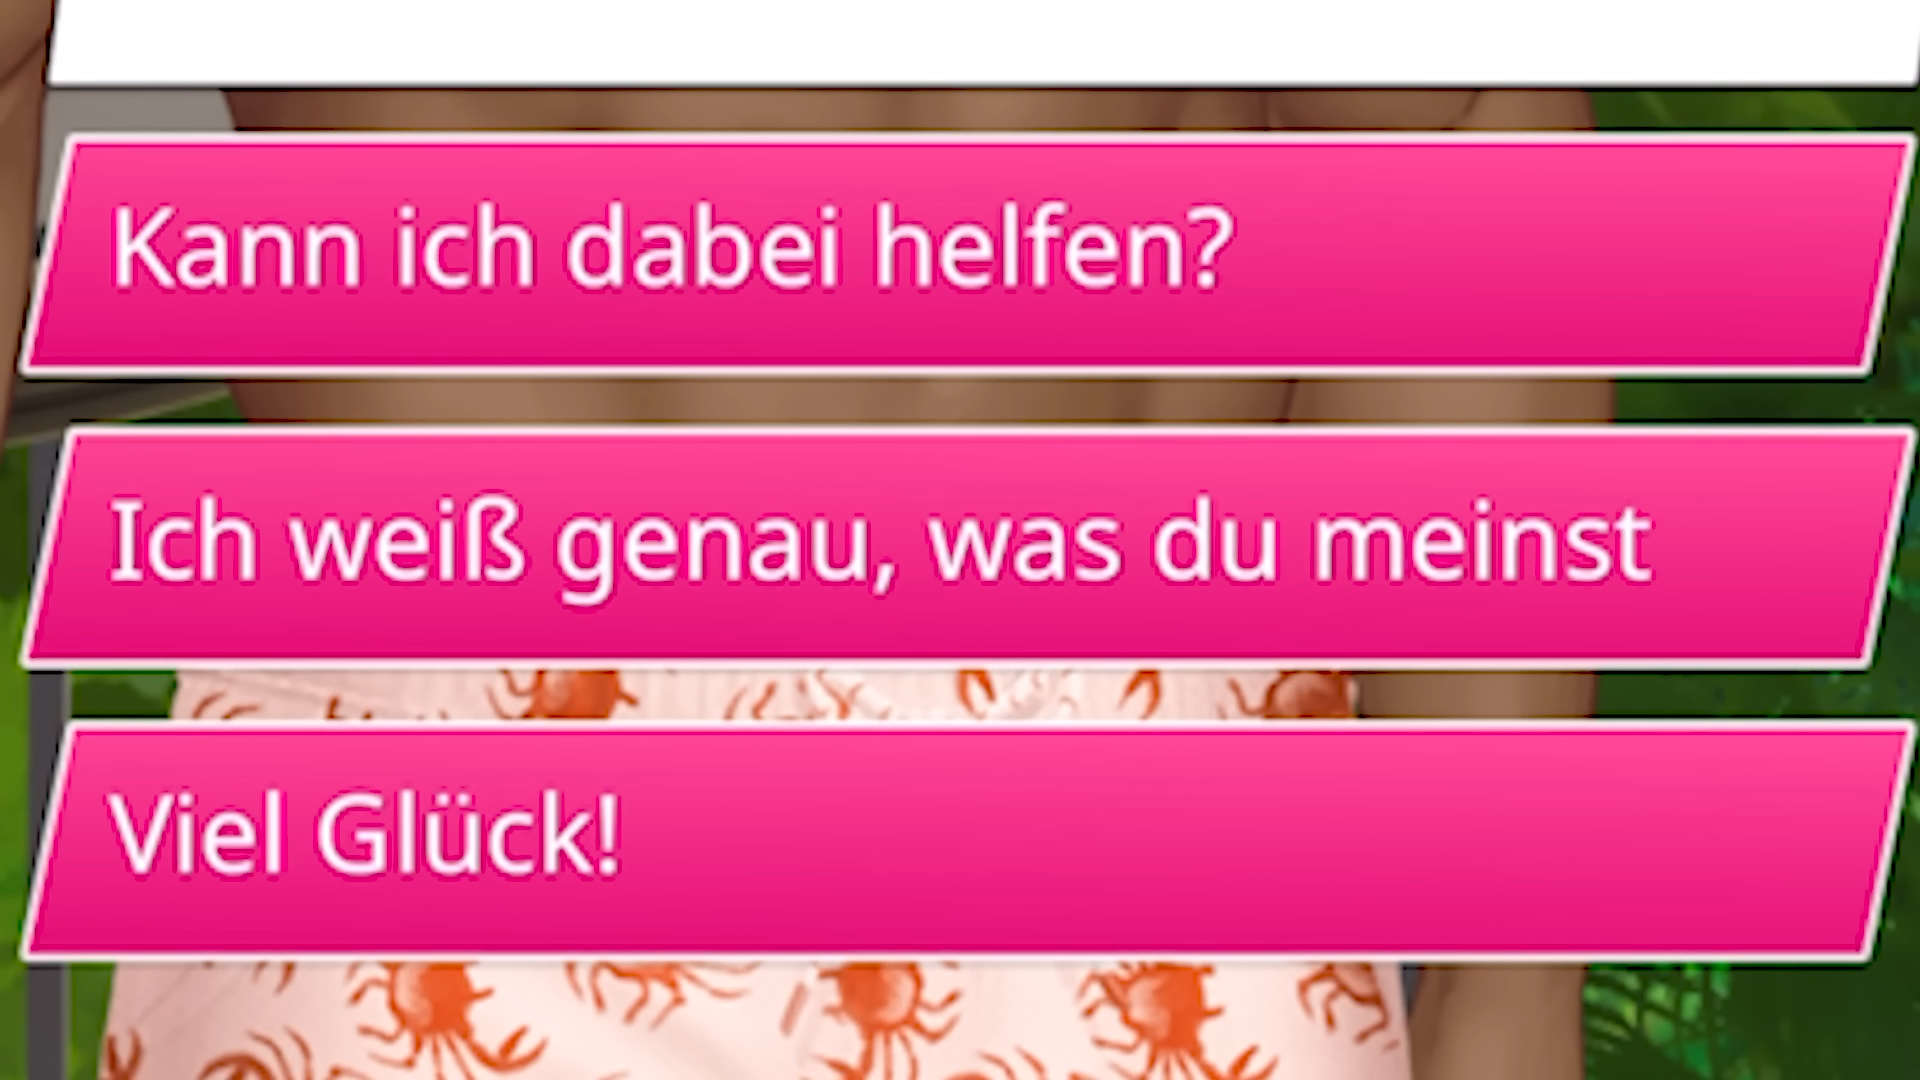 Kann ich dabei helfen?
Ich weiß genau, was du meinst
Viel Glück!